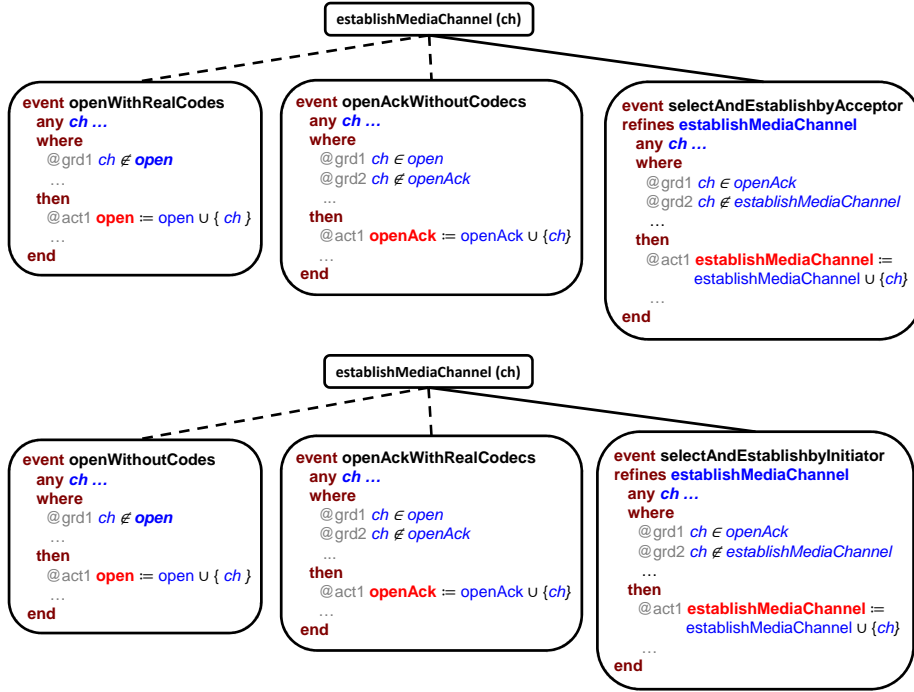 establishMediaChannel (ch)
event openWithRealCodes
any ch ...
where
@grd1 ch ∉ open
...
then
@act1 open ≔ open ∪ { ch }
...
end
event openAckWithoutCodecs
any ch ...
where
@grd1 ch ∈ open
@grd2 ch ∉ openAck
...
then
@act1 openAck ≔ openAck ∪ {ch}
...
end
event selectAndEstablishbyAcceptor
refines establishMediaChannel
any ch ...
where
@grd1 ch ∈ openAck
@grd2 ch ∉ establishMediaChannel
...
then
@act1 establishMediaChannel ≔
establishMediaChannel ∪ {ch}
...
end
establishMediaChannel (ch)
event openWithoutCodes
any ch ...
where
@grd1 ch ∉ open
...
then
@act1 open ≔ open ∪ { ch }
...
end
event openAckWithRealCodecs
any ch ...
where
@grd1 ch ∈ open
@grd2 ch ∉ openAck
...
then
@act1 openAck ≔ openAck ∪ {ch}
...
end
event selectAndEstablishbyInitiator
refines establishMediaChannel
any ch ...
where
@grd1 ch ∈ openAck
@grd2 ch ∉ establishMediaChannel
...
then
@act1 establishMediaChannel ≔
establishMediaChannel ∪ {ch}
...
end